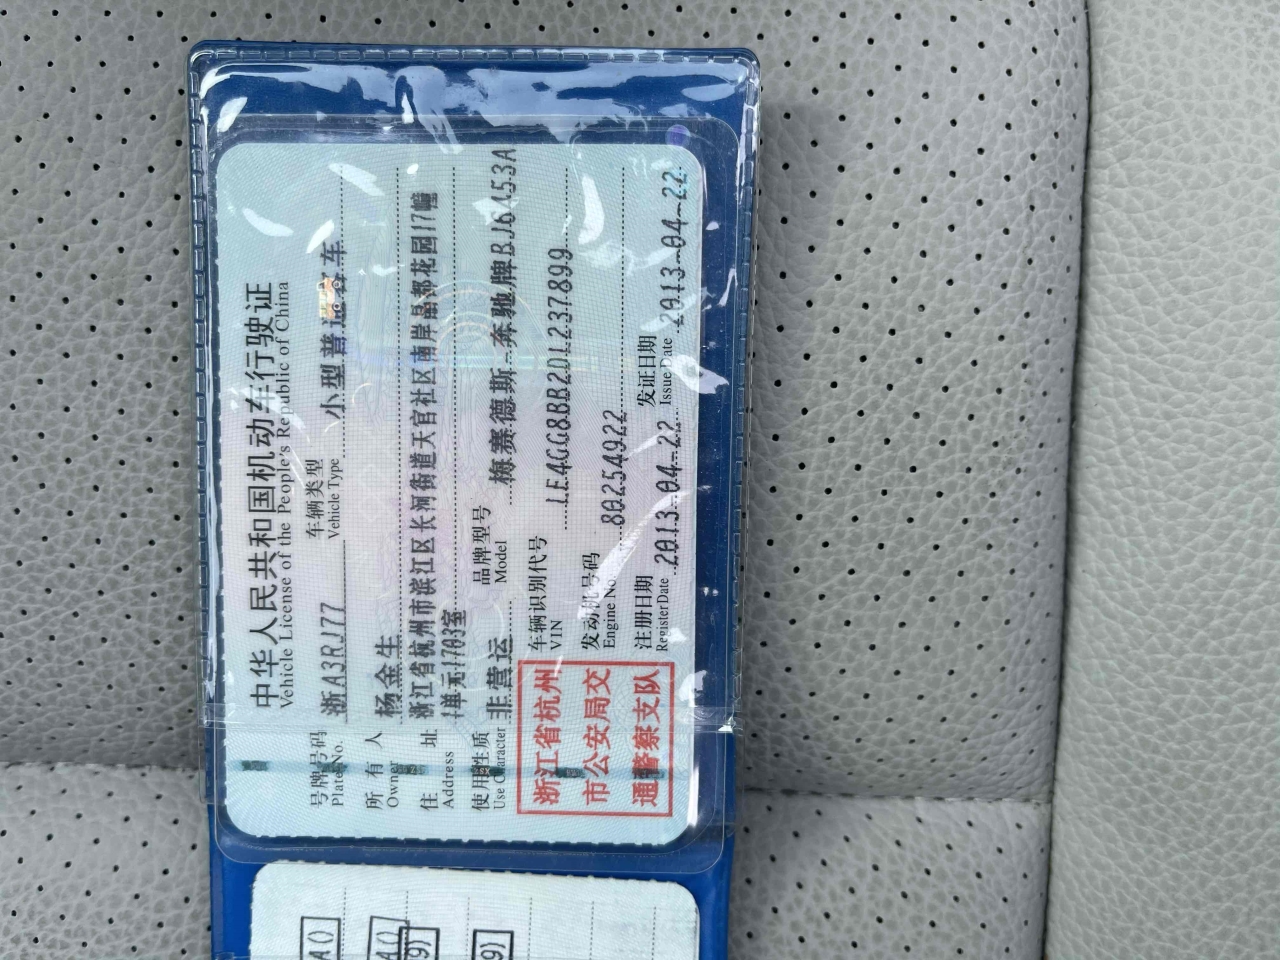 中华人民共和国机动车行驶证
Vehicle License of the People's Republic of China
号牌号码 浙A3RJ77 车辆类型 小型普通客车
Plate No. Vehicle Type
所有人 杨金生
Owner
住址 浙江省杭州市滨江区长河街道天官社区南岸晶都花园17幢
Address 1单元1703室
使用性质 非营运 品牌型号 梅赛德斯-奔驰牌BJ6453A
Use Character Model
浙江省杭州
市公安局交
通警察支队
车辆识别代号 LE4GG8BB2DL237899
VIN
发动机号码 80254922
Engine No.
注册日期 2013-04-22 发证日期 2013-04-22
Register Date Issue Date